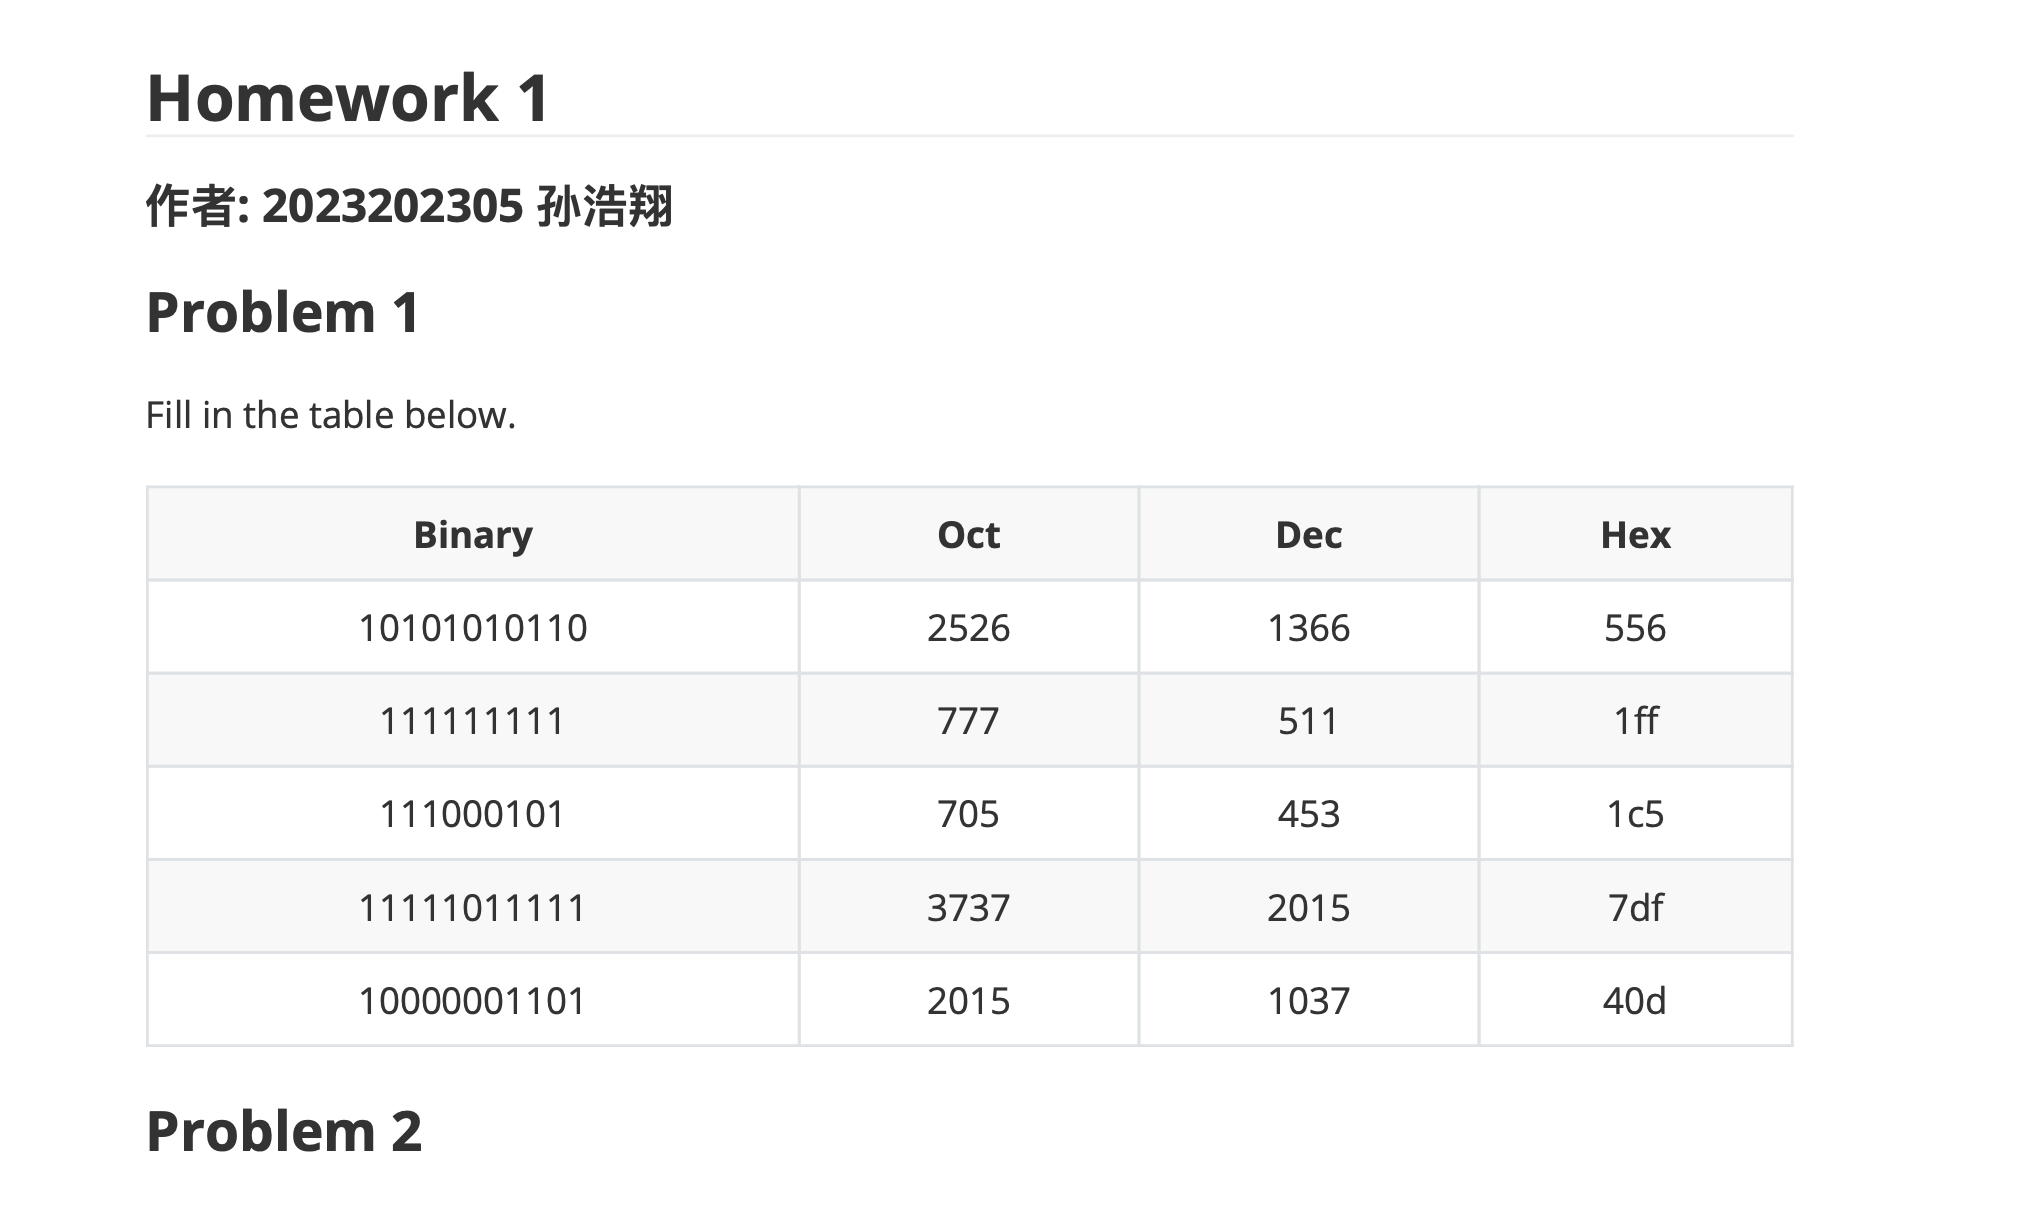 Homework 1
作者: 2023202305 孙浩翔
Problem 1
Fill in the table below.
Binary Oct Dec Hex
10101010110 2526 1366 556
111111111 777 511 1ff
111000101 705 453 1c5
11111011111 3737 2015 7df
10000001101 2015 1037 40d
Problem 2